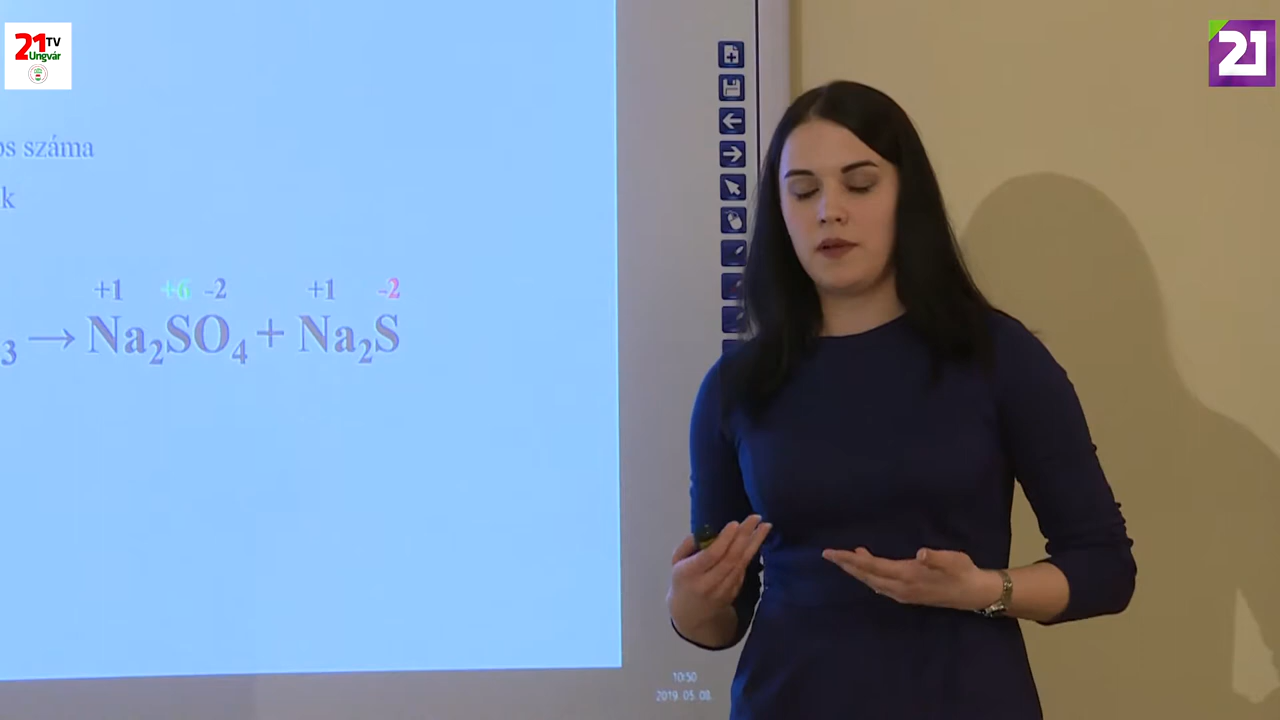 21TV
Ungvár
21
os száma
k
+1 +6 -2 +1 -2
₃ → Na₂SO₄ + Na₂S
10:50
2019. 05. 08.